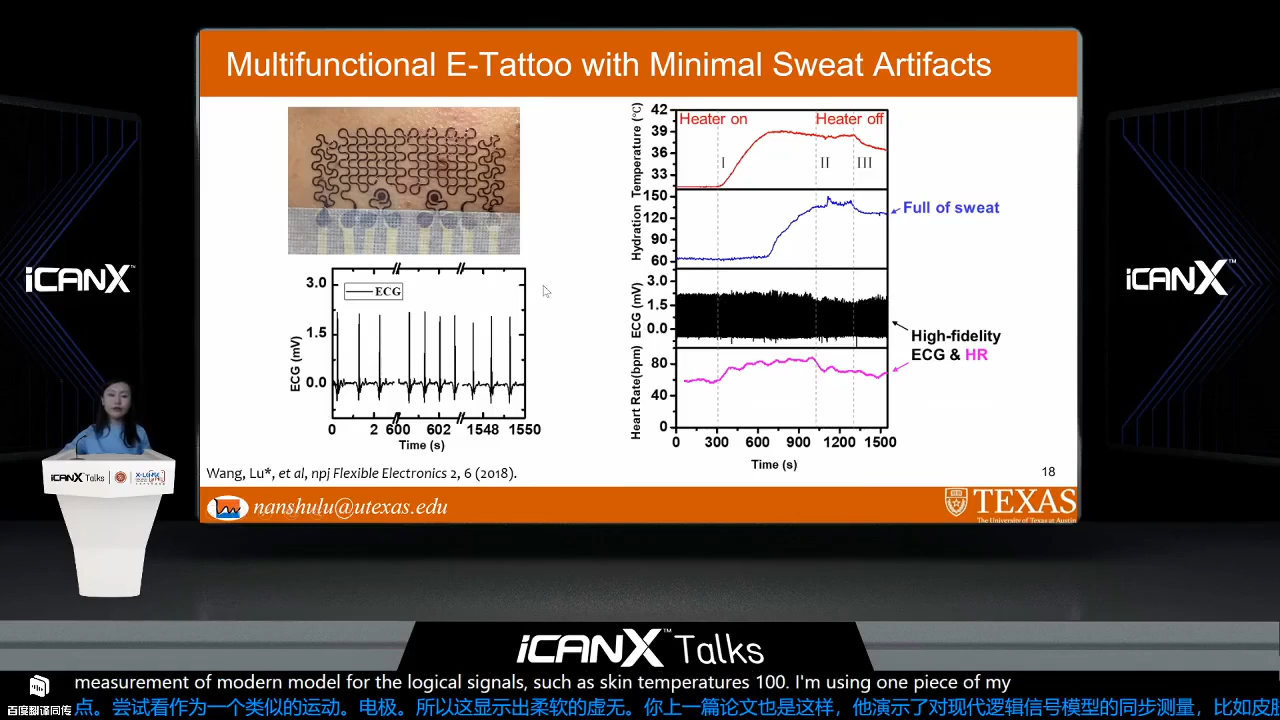 Multifunctional E-Tattoo with Minimal Sweat Artifacts
ECG
ECG (mV)
3.0
1.5
0.0
0 2 600 602 1548 1550
Time (s)
Heater on
Heater off
I
II
III
Temperature (°C)
42
39
36
33
Hydration
150
120
90
60
Full of sweat
ECG (mV)
3.0
1.5
0.0
High-fidelity
ECG & HR
Heart Rate(bpm)
80
40
0
0 300 600 900 1200 1500
Time (s)
Wang, Lu*, et al, npj Flexible Electronics 2, 6 (2018).
18
nanshulu@utexas.edu
TEXAS
The University of Texas at Austin
iCANX™
iCANX™
iCANX Talks
iCANX™ Talks
measurement of modern model for the logical signals, such as skin temperatures 100. I'm using one piece of my
百度翻译同传
点。尝试看作为一个类似的运动。电极。所以这显示出柔软的虚无。你上一篇论文也是这样，他演示了对现代逻辑信号模型的同步测量，比如皮肤